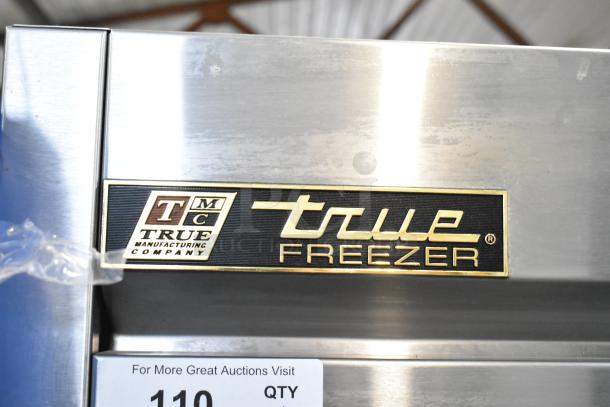 T M
C
TRUE
MANUFACTURING
COMPANY
true®
FREEZER
For More Great Auctions Visit
110
QTY